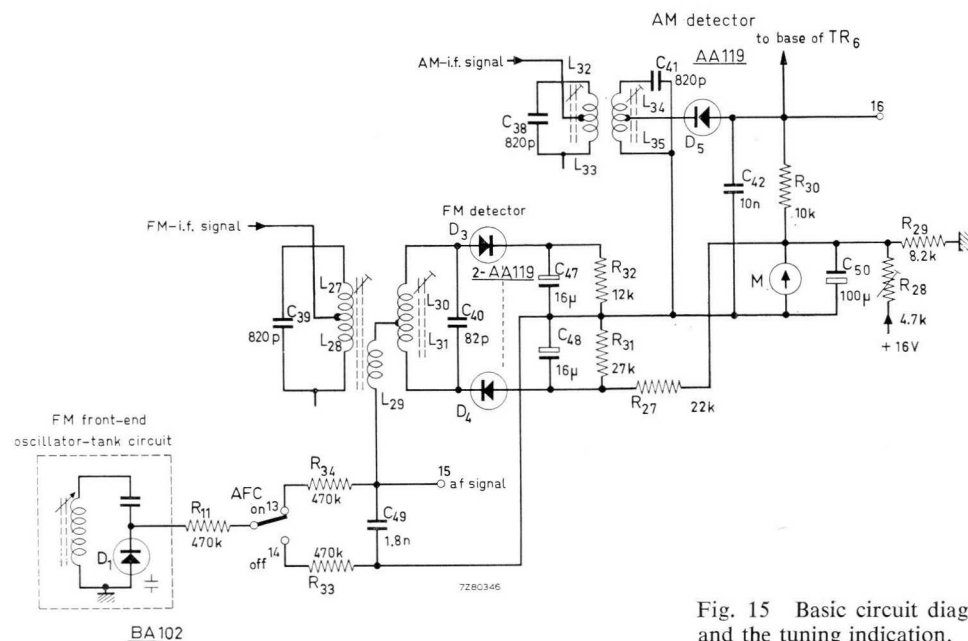 AM detector
to base of TR6
AA119
AM-i.f. signal
L32
C41
820p
16
C38
820p
L34
L35
D5
L33
C42
10n
R30
10k
FM-i.f. signal
FM detector
D3
2-AA119
R29
8.2k
L27
L30
C47
16μ
R32
12k
M
C50
100μ
R28
4.7k
C39
820p
L28
L31
C40
82p
C48
16μ
R31
27k
+16V
L29
D4
R27
22k
FM front-end
oscillator-tank circuit
R34
470k
15
af signal
AFC
on 13
R11
470k
C49
1.8n
D1
off 14
470k
R33
7Z80346
BA102
Fig. 15 Basic circuit diag
and the tuning indication.